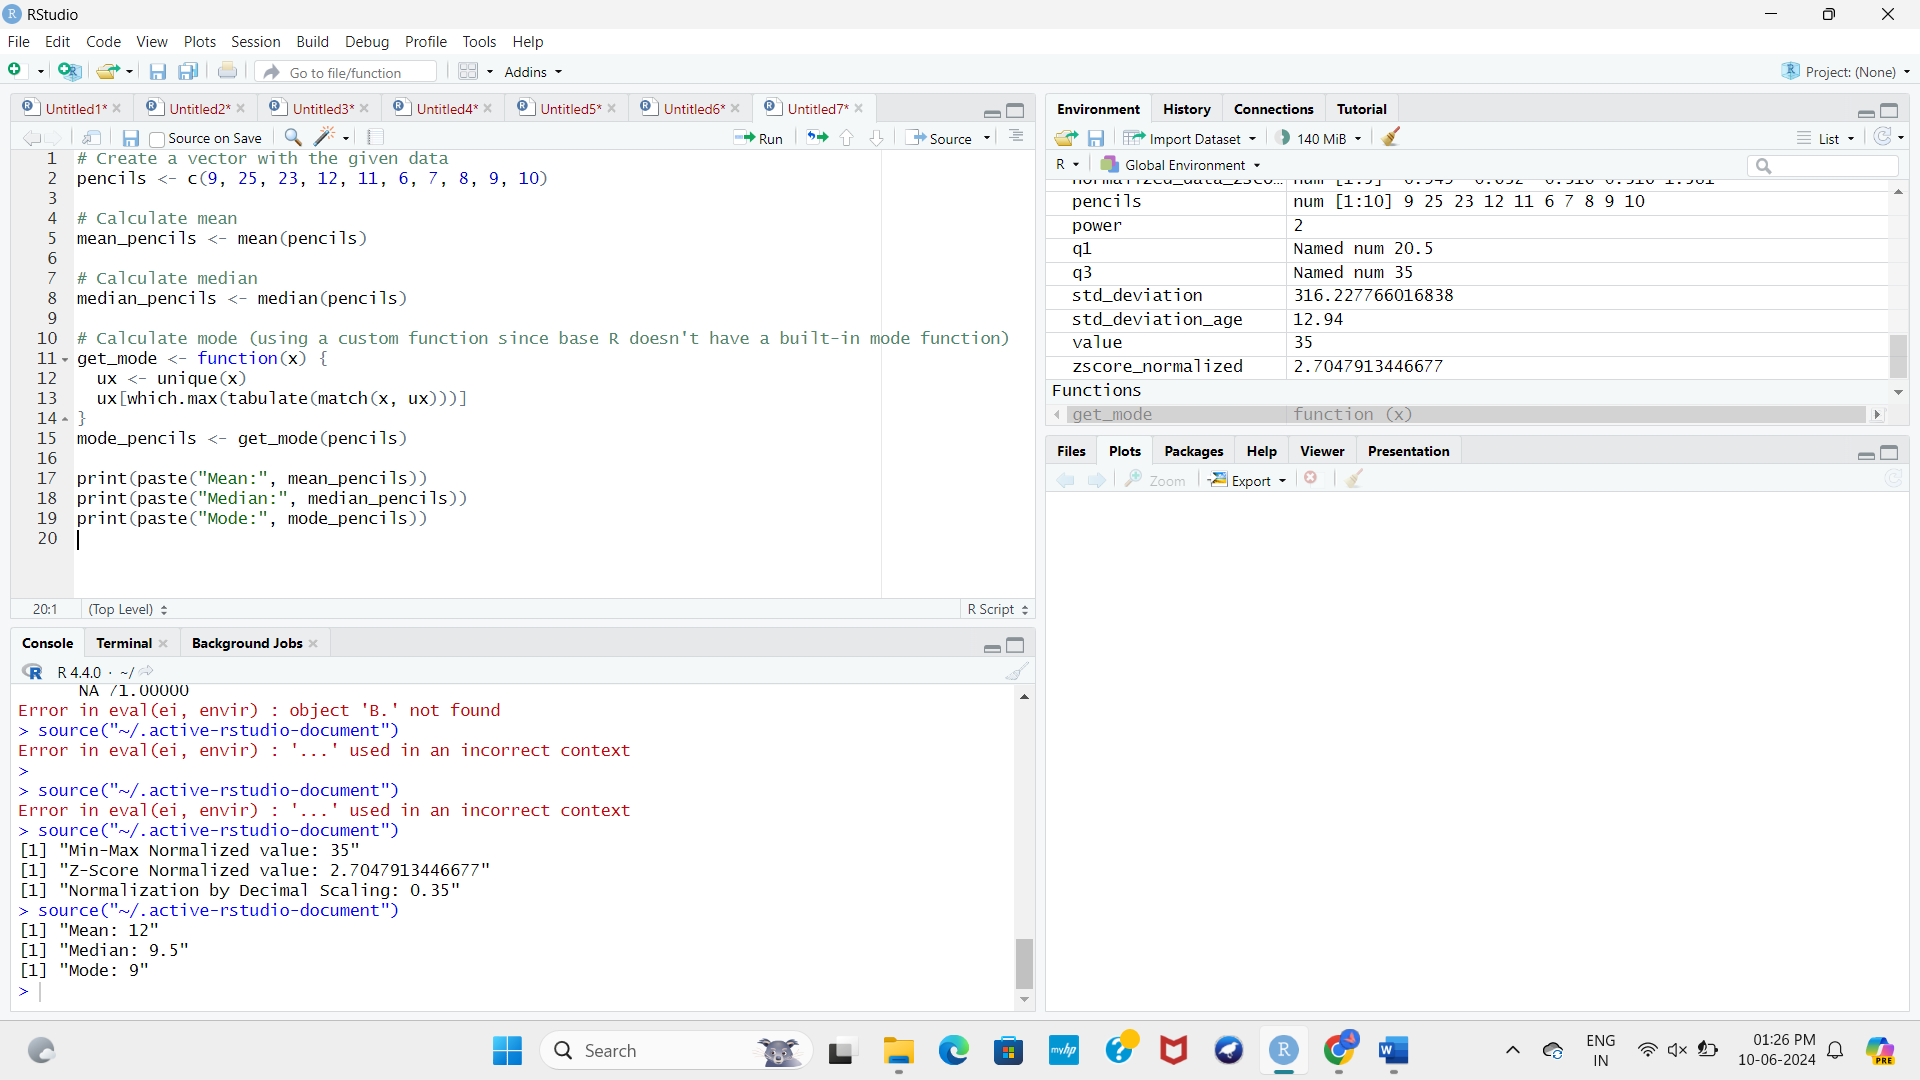 RStudio
File Edit Code View Plots Session Build Debug Profile Tools Help
Go to file/function Addins Project: (None)
Untitled1* Untitled2* Untitled3* Untitled4* Untitled5* Untitled6* Untitled7*
Source on Save Run Source
1 # Create a vector with the given data
2 pencils <- c(9, 25, 23, 12, 11, 6, 7, 8, 9, 10)
3
4 # Calculate mean
5 mean_pencils <- mean(pencils)
6
7 # Calculate median
8 median_pencils <- median(pencils)
9
10 # Calculate mode (using a custom function since base R doesn't have a built-in mode function)
11 get_mode <- function(x) {
12 ux <- unique(x)
13 ux[which.max(tabulate(match(x, ux)))]
14 }
15 mode_pencils <- get_mode(pencils)
16
17 print(paste("Mean:", mean_pencils))
18 print(paste("Median:", median_pencils))
19 print(paste("Mode:", mode_pencils))
20
20:1 (Top Level) R Script
Console Terminal Background Jobs
R 4.4.0 · ~/
NA 71.00000
Error in eval(ei, envir) : object 'B.' not found
> source("~/.active-rstudio-document")
Error in eval(ei, envir) : '...' used in an incorrect context
>
> source("~/.active-rstudio-document")
Error in eval(ei, envir) : '...' used in an incorrect context
> source("~/.active-rstudio-document")
[1] "Min-Max Normalized value: 35"
[1] "Z-Score Normalized value: 2.7047913446677"
[1] "Normalization by Decimal Scaling: 0.35"
> source("~/.active-rstudio-document")
[1] "Mean: 12"
[1] "Median: 9.5"
[1] "Mode: 9"
>
Environment History Connections Tutorial
Import Dataset 140 MiB List
R Global Environment
pencils num [1:10] 9 25 23 12 11 6 7 8 9 10
power 2
q1 Named num 20.5
q3 Named num 35
std_deviation 316.227766016838
std_deviation_age 12.94
value 35
zscore_normalized 2.7047913446677
Functions
get_mode function (x)
Files Plots Packages Help Viewer Presentation
Zoom Export
Search
myhp
ENG
IN
01:26 PM
10-06-2024
PRE